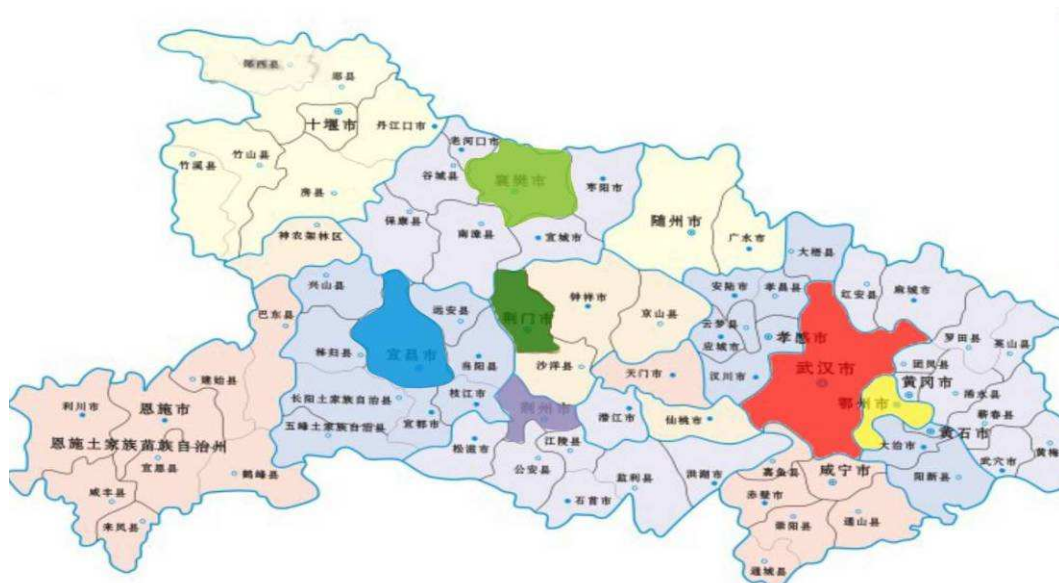 郧西县
郧县
十堰市
丹江口市
老河口市
竹溪县
竹山县
房县
谷城县
襄樊市
枣阳市
保康县
南漳县
宜城市
随州市
广水市
神农架林区
大悟县
兴山县
巴东县
远安县
荆门市
钟祥市
京山县
安陆市
孝昌县
红安县
麻城市
云梦县
应城市
孝感市
罗田县
英山县
秭归县
宜昌市
当阳县
沙洋县
天门市
汉川市
武汉市
团凤县
黄冈市
浠水县
建始县
利川市
恩施市
长阳土家族自治县
枝江市
荆州市
潜江市
仙桃市
鄂州市
蕲春县
黄石市
恩施土家族苗族自治州
五峰土家族自治县
宜都市
松滋市
江陵县
大冶市
黄梅
宣恩县
鹤峰县
公安县
监利县
洪湖市
嘉鱼县
咸宁市
阳新县
武穴市
咸丰县
来凤县
石首市
赤壁市
崇阳县
通山县
通城县